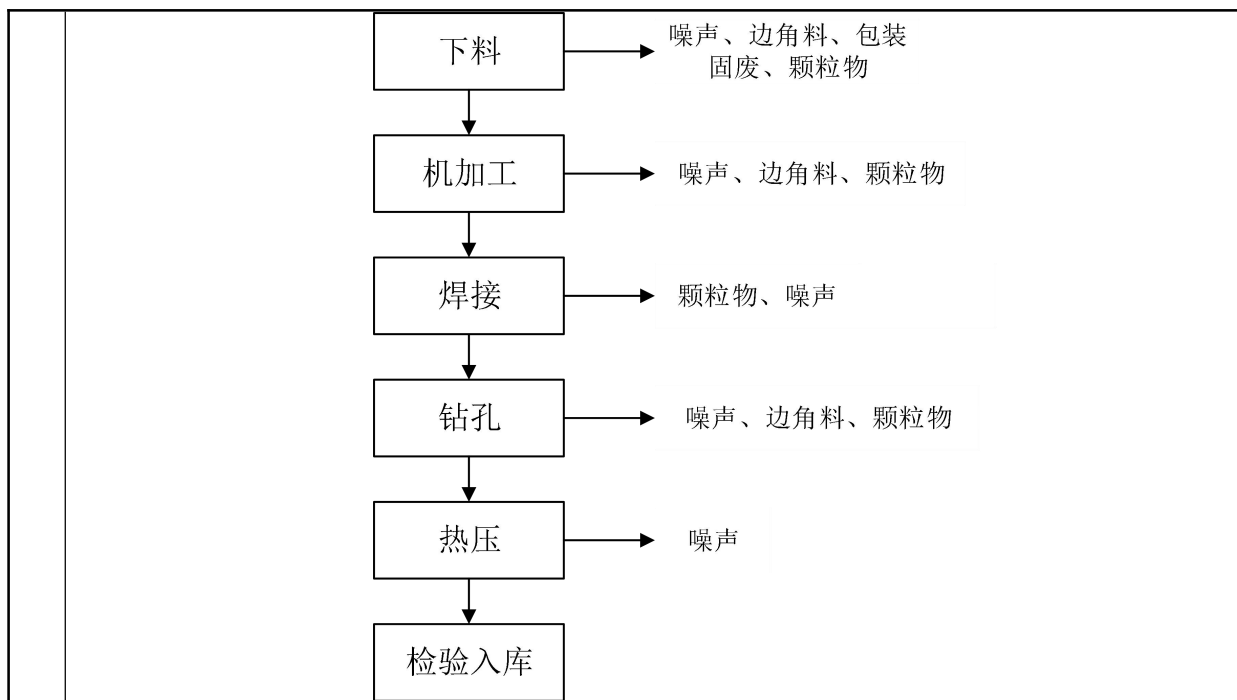 下料
噪声、边角料、包装
固废、颗粒物
机加工
噪声、边角料、颗粒物
焊接
颗粒物、噪声
钻孔
噪声、边角料、颗粒物
热压
噪声
检验入库